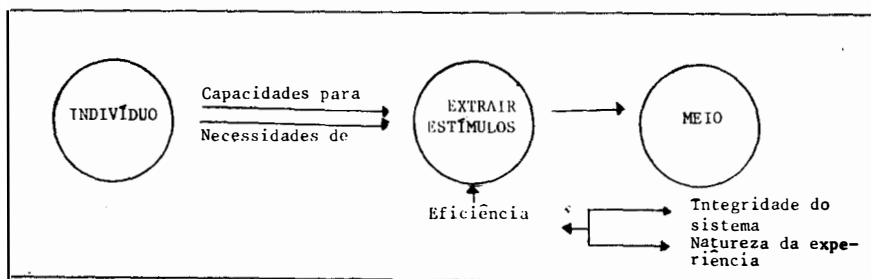 INDIVÍDUO
Capacidades para
Necessidades de
EXTRAIR
ESTÍMULOS
MEIO
Eficiência
Integridade do
sistema
Natureza da expe-
riência